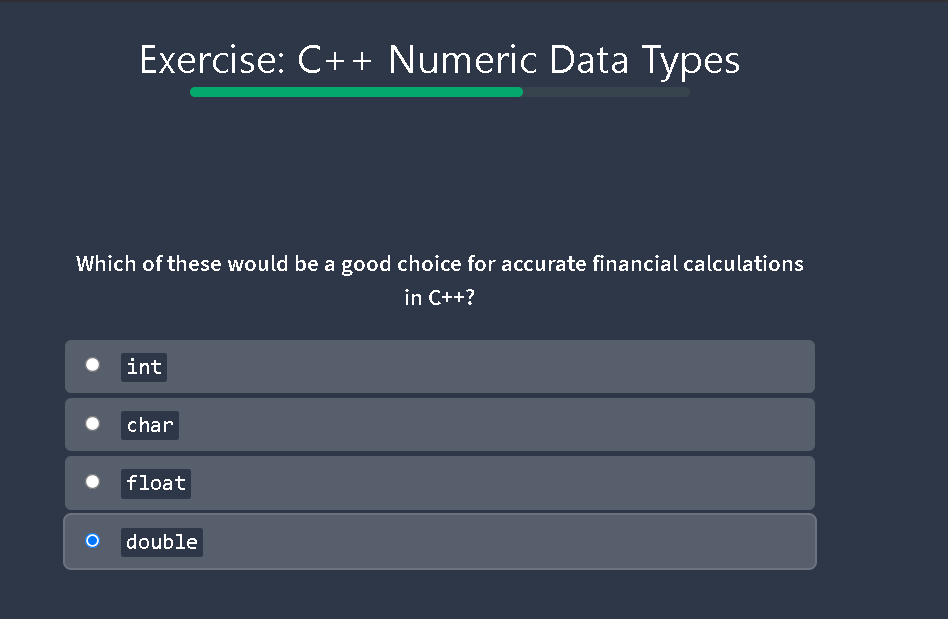 Exercise: C++ Numeric Data Types
Which of these would be a good choice for accurate financial calculations
in C++?
int
char
float
double